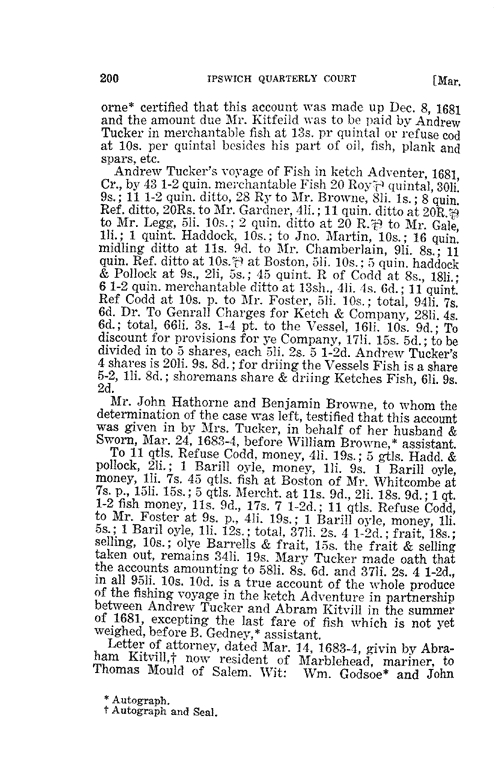 200 IPSWICH QUARTERLY COURT [Mar.
orne* certified that this account was made up Dec. 8, 1681
and the amount due Mr. Kitfeild was to be paid by Andrew
Tucker in merchantable fish at 13s. pr quintal or refuse cod
at 10s. per quintal besides his part of oil, fish, plank and
spars, etc.
Andrew Tucker's voyage of Fish in ketch Adventer, 1681,
Cr., by 43 1-2 quin. merchantable Fish 20 Roy quintal, 30li.
9s.; 11 1-2 quin. ditto, 28 Ry to Mr. Browne, 8li. 1s.; 8 quin.
Ref. ditto, 20Rs. to Mr. Gardner, 4li.; 11 quin. ditto at 20R.
to Mr. Legg, 5li. 10s.; 2 quin. ditto at 20 R. to Mr. Gale,
1li.; 1 quint. Haddock, 10s.; to Jno. Martin, 10s.; 16 quin.
midling ditto at 11s. 9d. to Mr. Chamberlain, 9li. 8s.; 11
quin. Ref. ditto at 10s. at Boston, 5li. 10s.; 5 quin. haddock
& Pollock at 9s., 2li, 5s.; 45 quint. R of Codd at 8s., 18li.;
6 1-2 quin. merchantable ditto at 13sh., 4li. 4s. 6d.; 11 quint.
Ref Codd at 10s. p. to Mr. Foster, 5li. 10s.; total, 94li. 7s.
6d. Dr. To Genrall Charges for Ketch & Company, 28li. 4s.
6d.; total, 66li. 3s. 1-4 pt. to the Vessel, 16li. 10s. 9d.; To
discount for provisions for ye Company, 17li. 15s. 5d.; to be
divided in to 5 shares, each 5li. 2s. 5 1-2d. Andrew Tucker's
4 shares is 20li. 9s. 8d.; for driing the Vessels Fish is a share
5-2, 1li. 8d.; shoremans share & driing Ketches Fish, 6li. 9s.
2d.
Mr. John Hathorne and Benjamin Browne, to whom the
determination of the case was left, testified that this account
was given in by Mrs. Tucker, in behalf of her husband &
Sworn, Mar. 24, 1683-4, before William Browne,* assistant.
To 11 qtls. Refuse Codd, money, 4li. 19s.; 5 gtls. Hadd. &
pollock, 2li.; 1 Barill oyle, money, 1li. 9s. 1 Barill oyle,
money, 1li. 7s. 45 qtls. fish at Boston of Mr. Whitcombe at
7s. p., 15li. 15s.; 5 qtls. Mercht. at 11s. 9d., 2li. 18s. 9d.; 1 qt.
1-2 fish money, 11s. 9d., 17s. 7 1-2d.; 11 qtls. Refuse Codd,
to Mr. Foster at 9s. p., 4li. 19s.; 1 Barill oyle, money, 1li.
5s.; 1 Baril oyle, 1li. 12s.; total, 37li. 2s. 4 1-2d.; frait, 18s.;
selling, 10s.; olye Barrells & frait, 15s. the frait & selling
taken out, remains 34li. 19s. Mary Tucker made oath that
the accounts amounting to 58li. 8s. 6d. and 37li. 2s. 4 1-2d.,
in all 95li. 10s. 10d. is a true account of the whole produce
of the fishing voyage in the ketch Adventure in partnership
between Andrew Tucker and Abram Kitvill in the summer
of 1681, excepting the last fare of fish which is not yet
weighed, before B. Gedney,* assistant.
Letter of attorney, dated Mar. 14, 1683-4, givin by Abra-
ham Kitvill,† now resident of Marblehead, mariner, to
Thomas Mould of Salem. Wit: Wm. Godsoe* and John
* Autograph.
† Autograph and Seal.